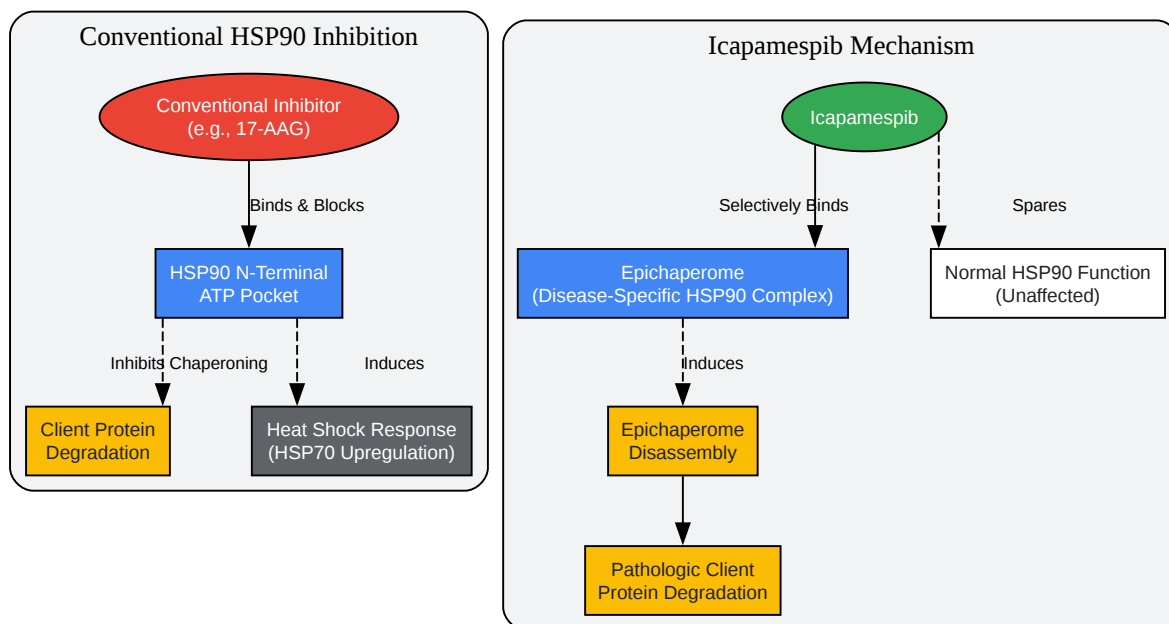 Conventional HSP90 Inhibition
Conventional Inhibitor
(e.g., 17-AAG)
Binds & Blocks
HSP90 N-Terminal
ATP Pocket
Inhibits Chaperoning
Induces
Client Protein
Degradation
Heat Shock Response
(HSP70 Upregulation)
Icapamespib Mechanism
Icapamespib
Selectively Binds
Spares
Epichaperome
(Disease-Specific HSP90 Complex)
Normal HSP90 Function
(Unaffected)
Induces
Epichaperome
Disassembly
Pathologic Client
Protein Degradation